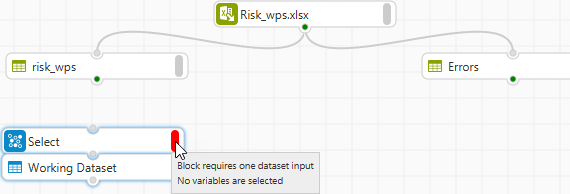 Risk_wps.xlsx
risk_wps
Errors
Select
Working Dataset
Block requires one dataset input
No variables are selected